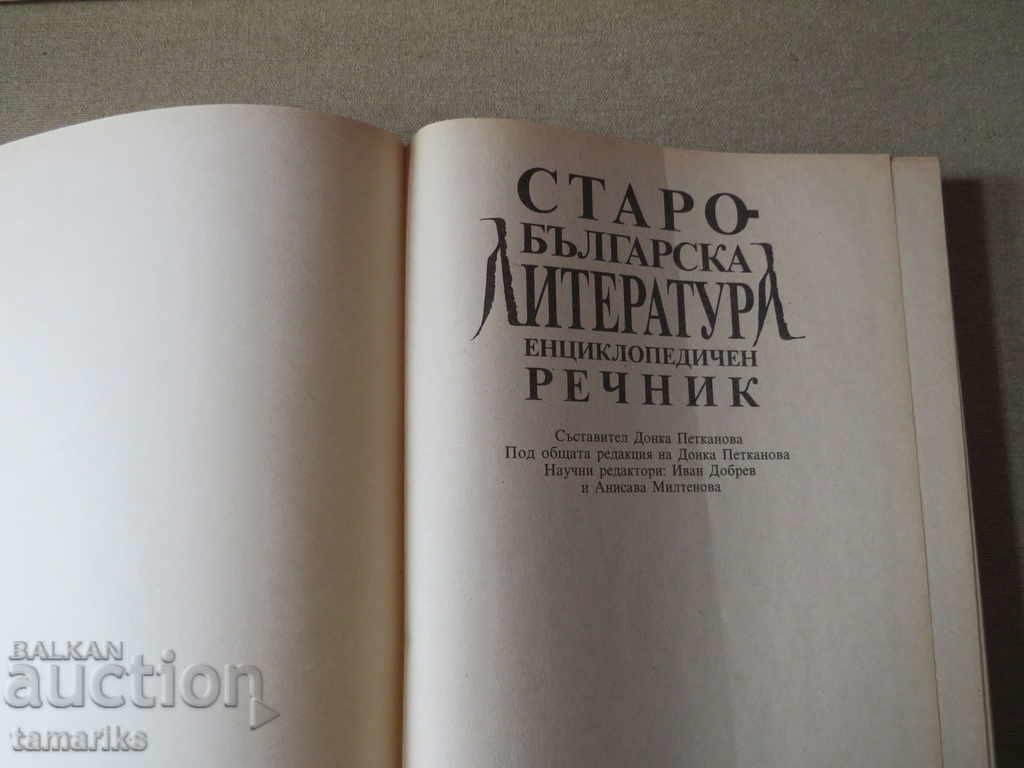 СТАРО-
БЪЛГАРСКА
ЛИТЕРАТУРА
ЕНЦИКЛОПЕДИЧЕН
РЕЧНИК
Съставител Донка Петканова
Под общата редакция на Донка Петканова
Научни редактори: Иван Добрев
и Анисава Милтенова
BALKAN
auction
tamariks